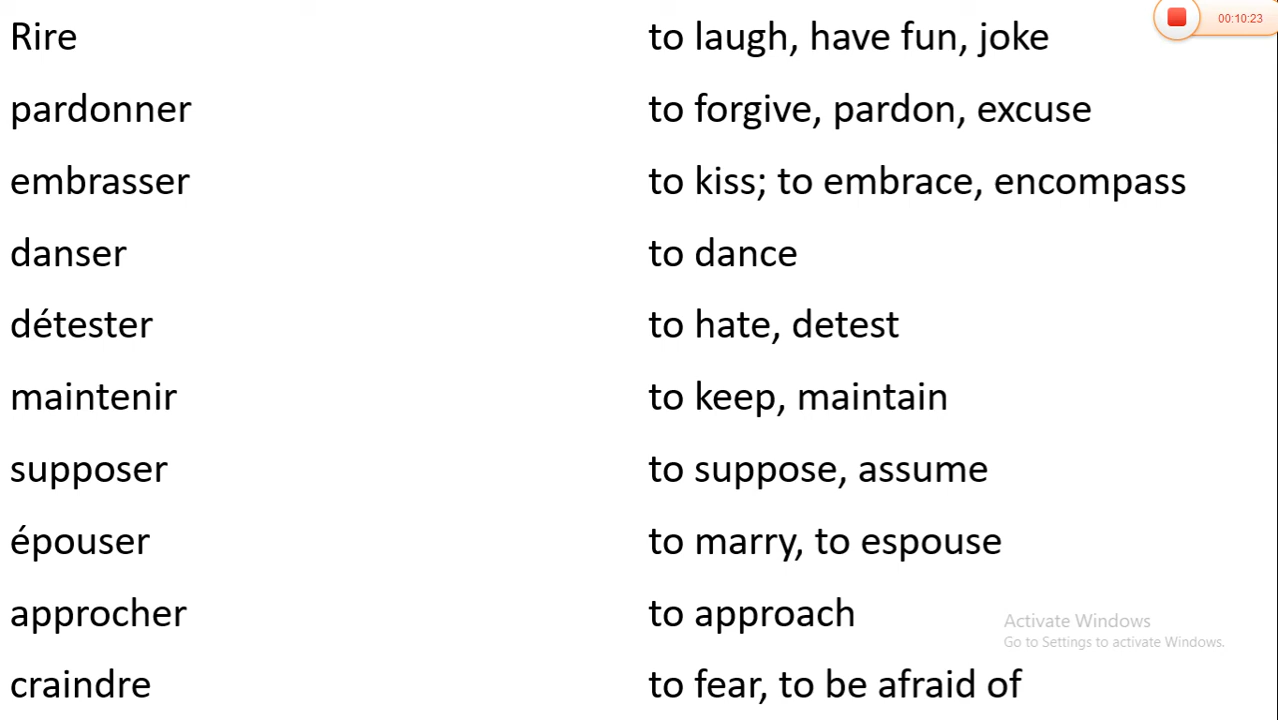 Rire to laugh, have fun, joke
00:10:23
pardonner to forgive, pardon, excuse
embrasser to kiss; to embrace, encompass
danser to dance
détester to hate, detest
maintenir to keep, maintain
supposer to suppose, assume
épouser to marry, to espouse
approcher to approach
Activate Windows
Go to Settings to activate Windows.
craindre to fear, to be afraid of